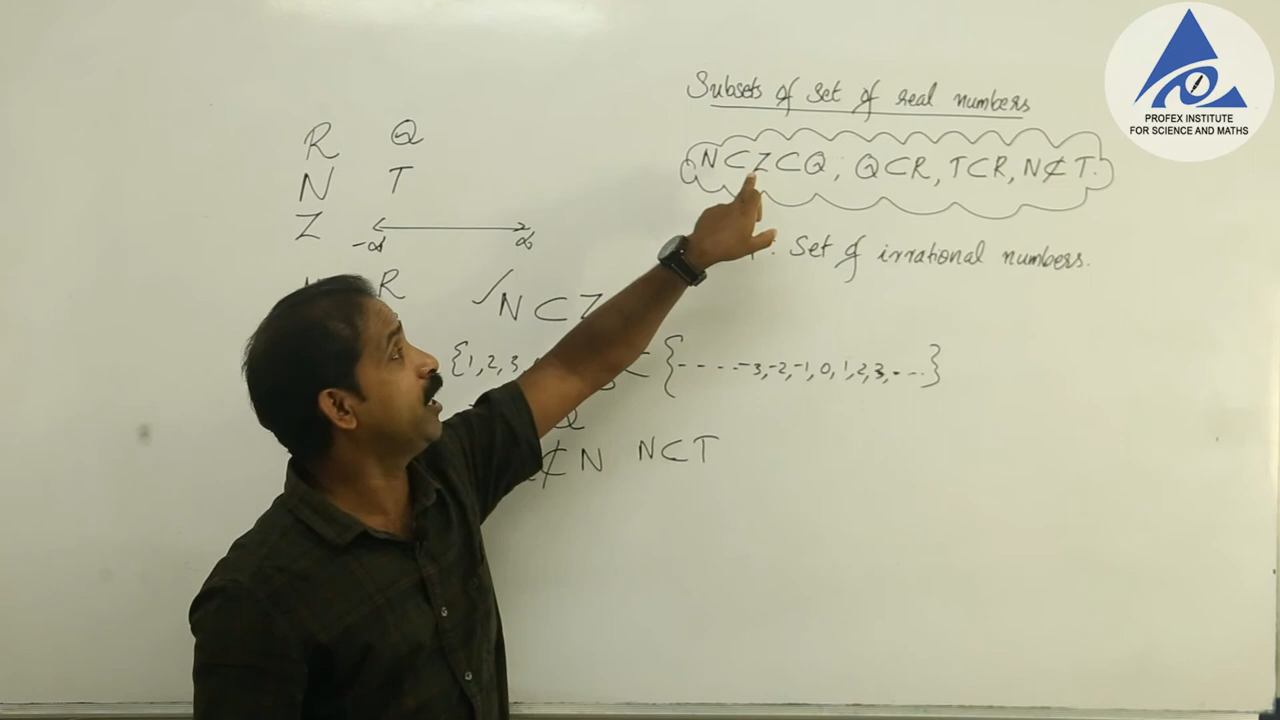 Subsets of set of real numbers
N⊂Z⊂Q; Q⊂R, T⊂R, N⊄T.
: Set of irrational numbers.
R Q
N T
Z
-∞ ∞
R
✓N⊂Z
{1,2,3, ⊂ {-----3,-2,-1,0,1,2,3,-...}
⊄ N N⊂T
PROFEX INSTITUTE
FOR SCIENCE AND MATHS